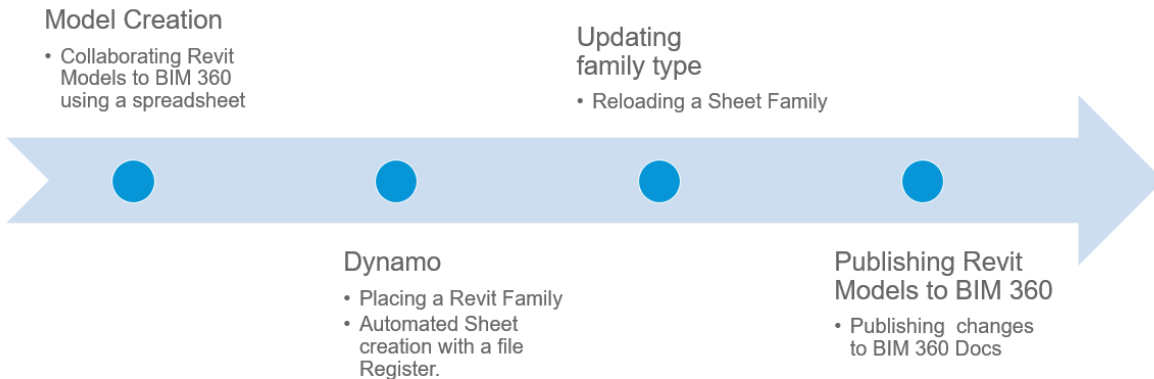 Model Creation
• Collaborating Revit
Models to BIM 360
using a spreadsheet
Dynamo
• Placing a Revit Family
• Automated Sheet
creation with a file
Register.
Updating
family type
• Reloading a Sheet Family
Publishing Revit
Models to BIM 360
• Publishing changes
to BIM 360 Docs